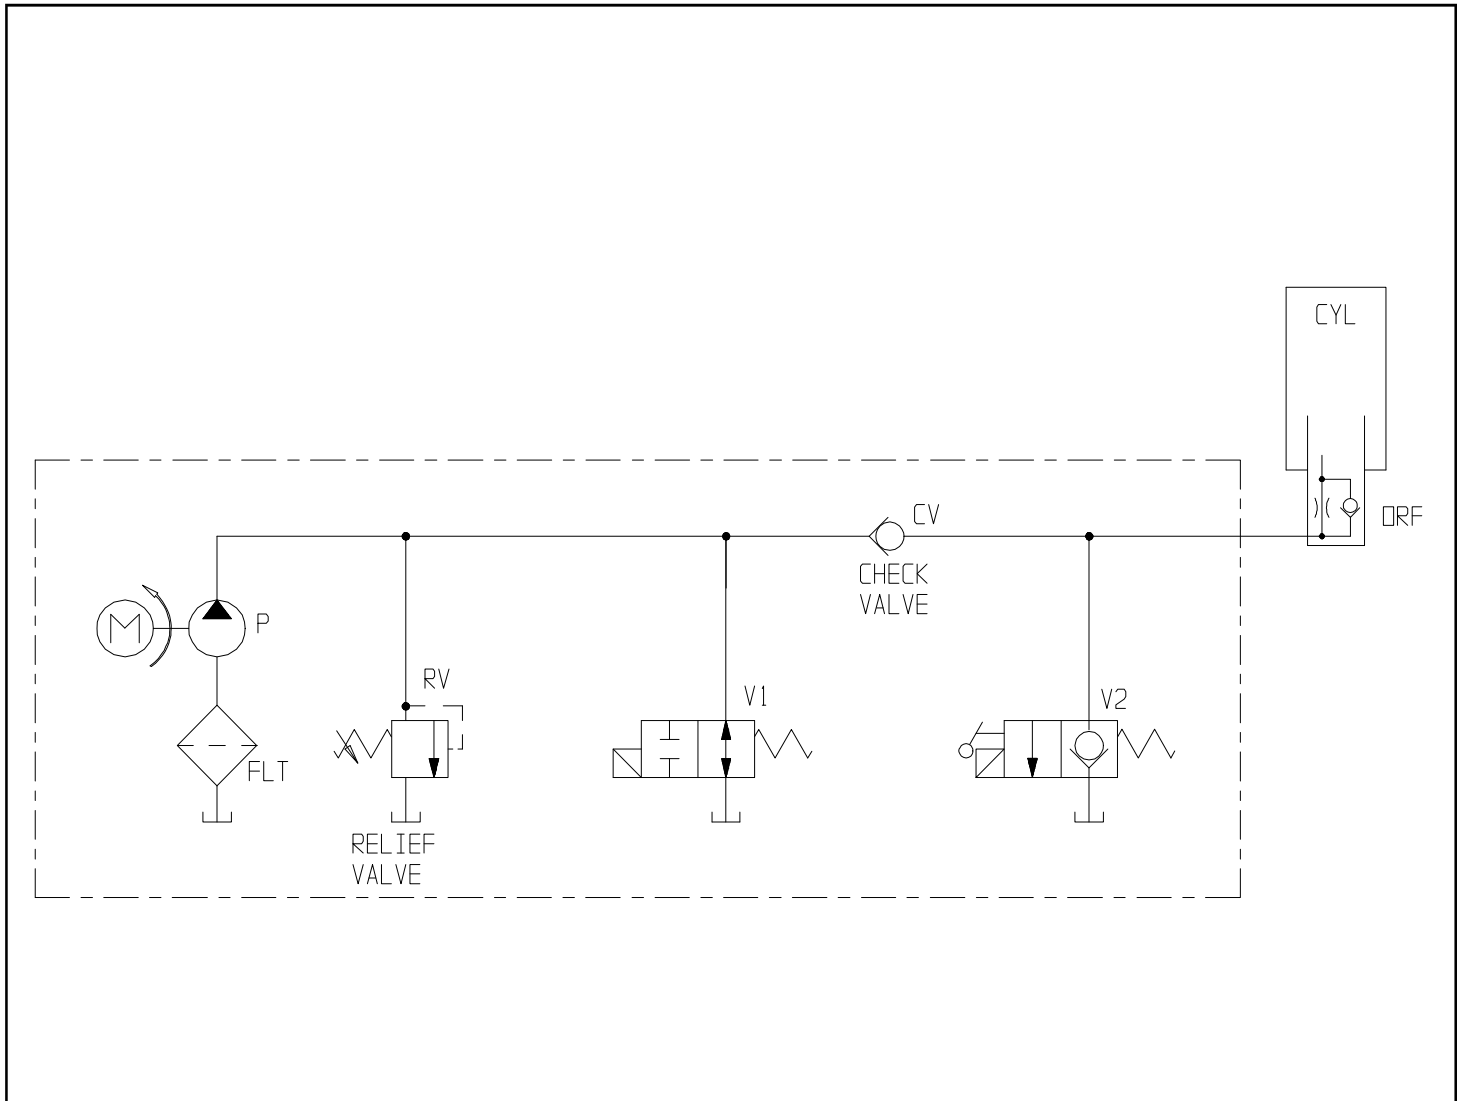 CYL
CV
ORF
CHECK
VALVE
M
P
RV
V1
V2
FLT
RELIEF
VALVE